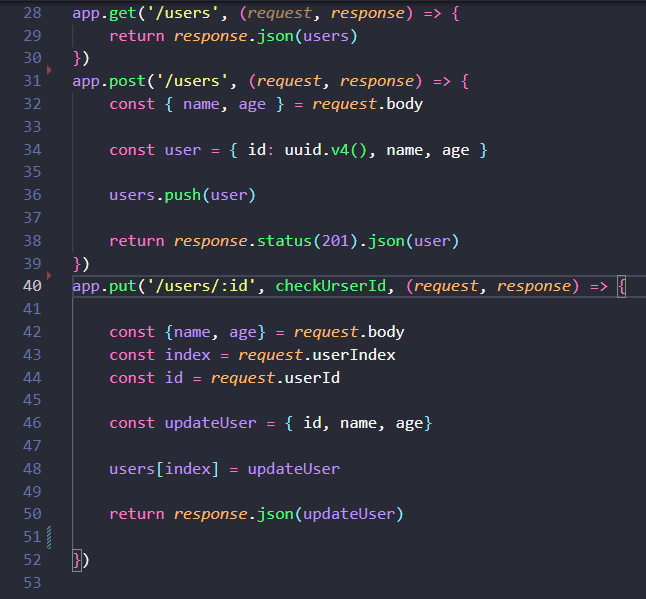 28 app.get('/users', (request, response) => {
29     return response.json(users)
30 })
31 app.post('/users', (request, response) => {
32     const { name, age } = request.body
33
34     const user = { id: uuid.v4(), name, age }
35
36     users.push(user)
37
38     return response.status(201).json(user)
39 })
40 app.put('/users/:id', checkUrserId, (request, response) => {
41
42     const {name, age} = request.body
43     const index = request.userIndex
44     const id = request.userId
45
46     const updateUser = { id, name, age}
47
48     users[index] = updateUser
49
50     return response.json(updateUser)
51
52 })
53